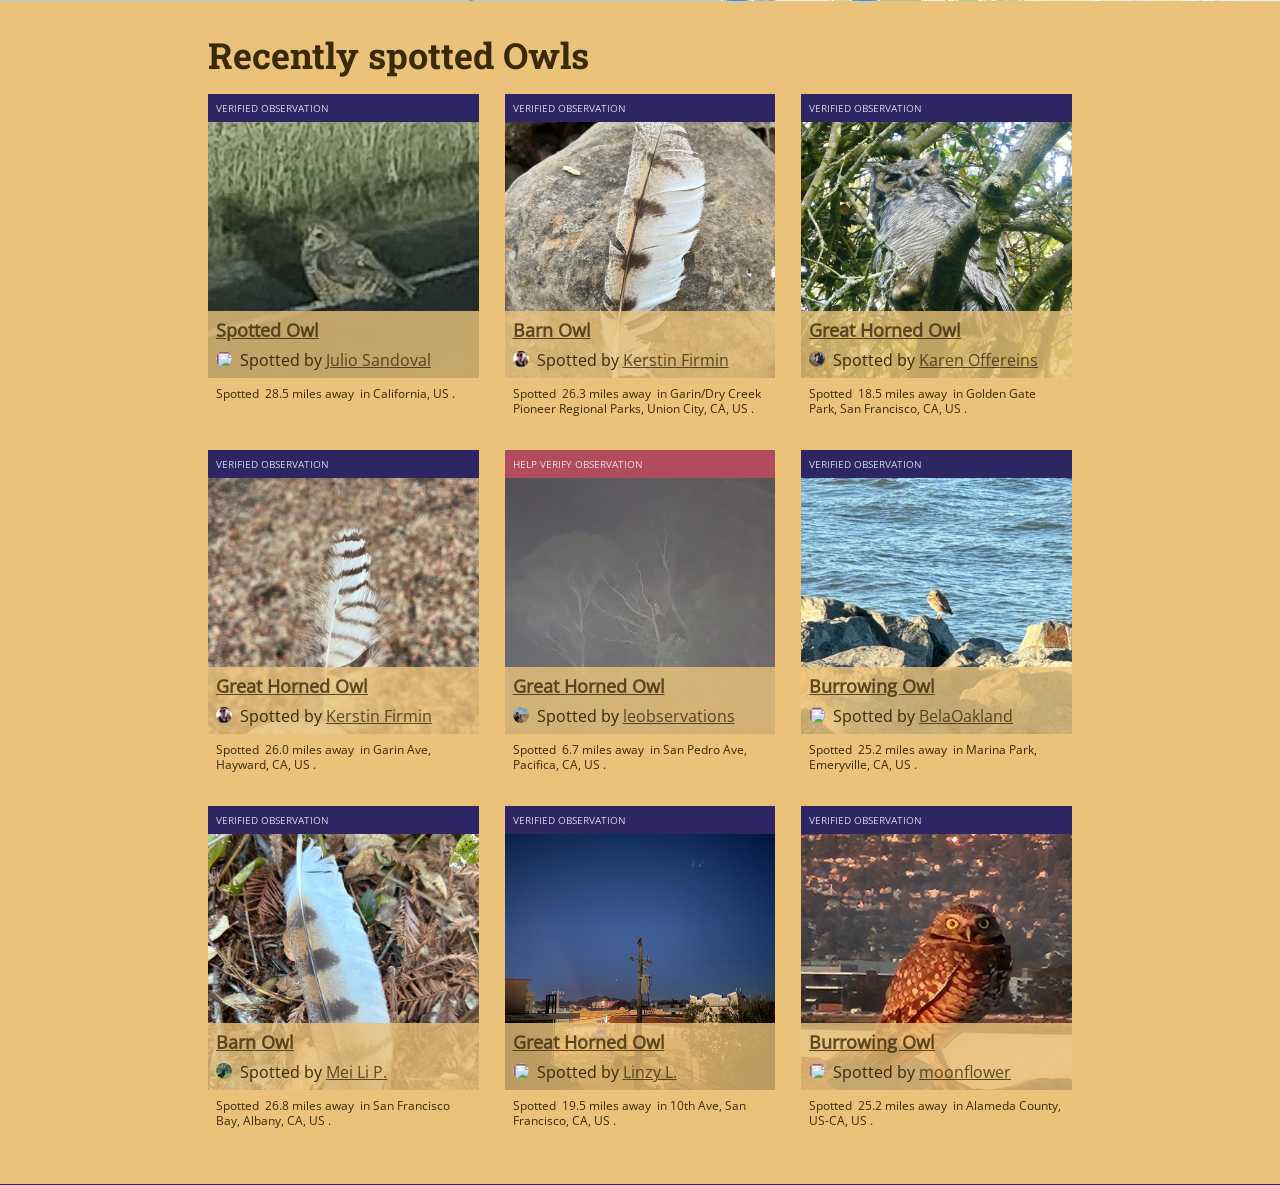 Recently spotted Owls
VERIFIED OBSERVATION
Spotted Owl
Spotted by Julio Sandoval
Spotted 28.5 miles away in California, US .
VERIFIED OBSERVATION
Barn Owl
Spotted by Kerstin Firmin
Spotted 26.3 miles away in Garin/Dry Creek
Pioneer Regional Parks, Union City, CA, US .
VERIFIED OBSERVATION
Great Horned Owl
Spotted by Karen Offereins
Spotted 18.5 miles away in Golden Gate
Park, San Francisco, CA, US .
VERIFIED OBSERVATION
Great Horned Owl
Spotted by Kerstin Firmin
Spotted 26.0 miles away in Garin Ave,
Hayward, CA, US .
HELP VERIFY OBSERVATION
Great Horned Owl
Spotted by leobservations
Spotted 6.7 miles away in San Pedro Ave,
Pacifica, CA, US .
VERIFIED OBSERVATION
Burrowing Owl
Spotted by BelaOakland
Spotted 25.2 miles away in Marina Park,
Emeryville, CA, US .
VERIFIED OBSERVATION
Barn Owl
Spotted by Mei Li P.
Spotted 26.8 miles away in San Francisco
Bay, Albany, CA, US .
VERIFIED OBSERVATION
Great Horned Owl
Spotted by Linzy L.
Spotted 19.5 miles away in 10th Ave, San
Francisco, CA, US .
VERIFIED OBSERVATION
Burrowing Owl
Spotted by moonflower
Spotted 25.2 miles away in Alameda County,
US-CA, US .